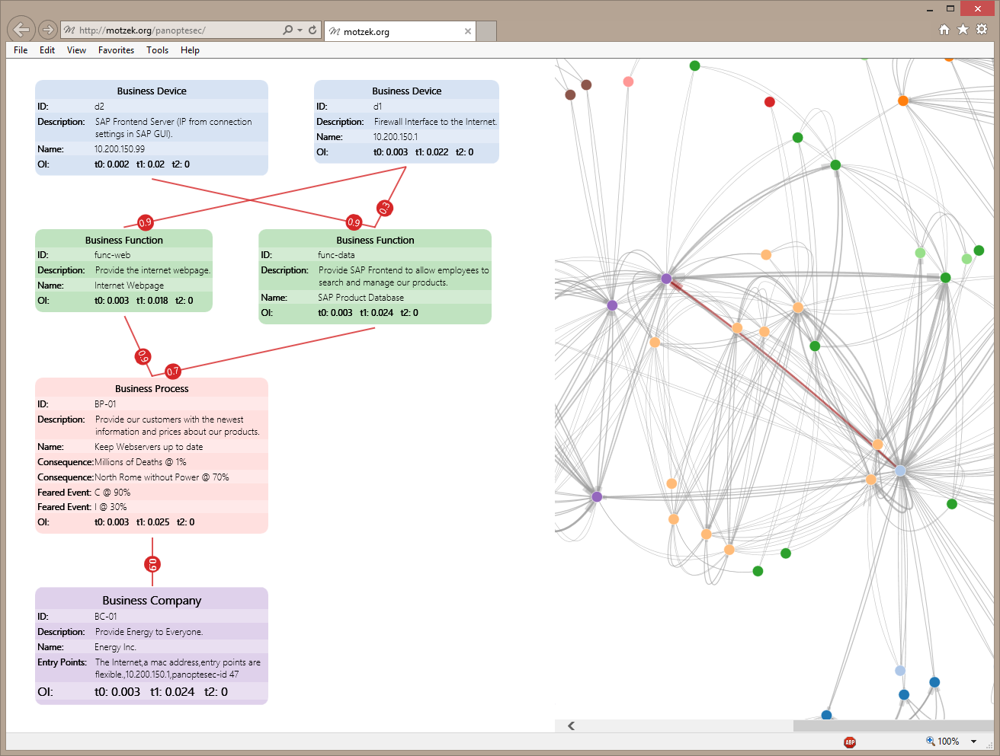 http://motzek.org/panoptesec/
motzek.org
File Edit View Favorites Tools Help
Business Device
ID: d2
Description: SAP Frontend Server (IP from connection
settings in SAP GUI).
Name: 10.200.150.99
OI: t0: 0.002 t1: 0.02 t2: 0
Business Device
ID: d1
Description: Firewall Interface to the Internet.
Name: 10.200.150.1
OI: t0: 0.003 t1: 0.022 t2: 0
0.9
0.9
0.3
Business Function
ID: func-web
Description: Provide the internet webpage.
Name: Internet Webpage
OI: t0: 0.003 t1: 0.018 t2: 0
Business Function
ID: func-data
Description: Provide SAP Frontend to allow employees to
search and manage our products.
Name: SAP Product Database
OI: t0: 0.003 t1: 0.024 t2: 0
0.9
0.7
Business Process
ID: BP-01
Description: Provide our customers with the newest
information and prices about our products.
Name: Keep Webservers up to date
Consequence: Millions of Deaths @ 1%
Consequence: North Rome without Power @ 70%
Feared Event: C @ 90%
Feared Event: I @ 30%
OI: t0: 0.003 t1: 0.025 t2: 0
0.9
Business Company
ID: BC-01
Description: Provide Energy to Everyone.
Name: Energy Inc.
Entry Points: The Internet,a mac address,entry points are
flexible.,10.200.150.1,panoptesec-id 47
OI: t0: 0.003 t1: 0.024 t2: 0
ABP
100%